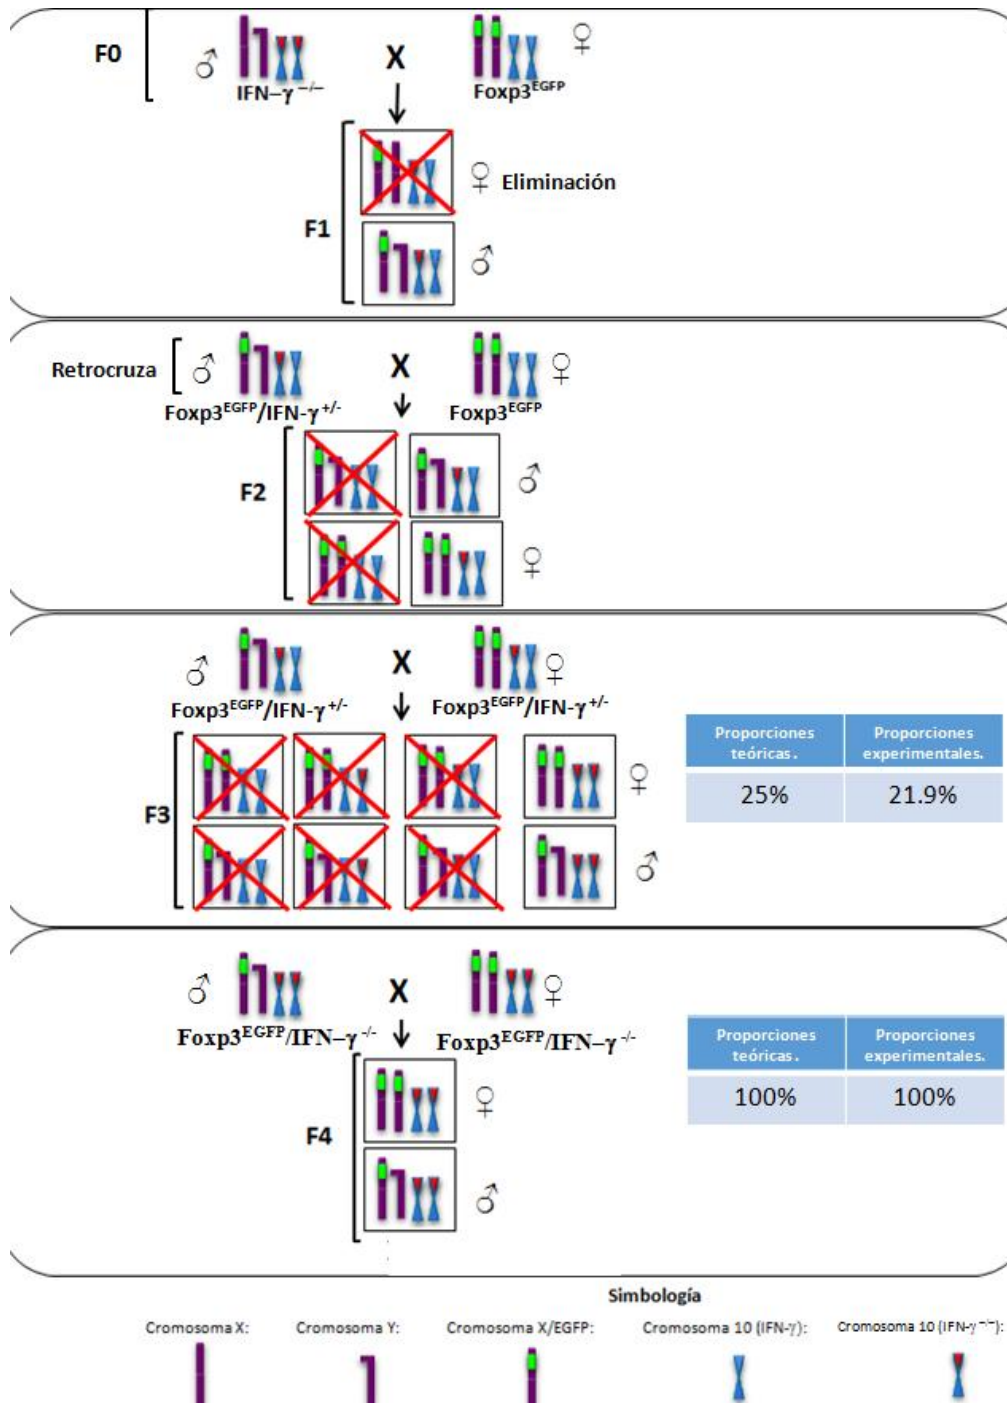 F0
♂
IFN–γ −/−
X
Foxp3EGFP
♀
F1
♀ Eliminación
♂
Retrocruza
♂
Foxp3EGFP/IFN-γ+/-
X
Foxp3EGFP
♀
F2
♂
♀
♂
Foxp3EGFP/IFN-γ+/-
X
Foxp3EGFP/IFN-γ+/-
♀
F3
♀
♂
Proporciones teóricas.
Proporciones experimentales.
25%
21.9%
♂
Foxp3EGFP/IFN–γ-/-
X
Foxp3EGFP/IFN–γ-/-
♀
F4
♀
♂
Proporciones teóricas.
Proporciones experimentales.
100%
100%
Simbología
Cromosoma X:
Cromosoma Y:
Cromosoma X/EGFP:
Cromosoma 10 (IFN-γ):
Cromosoma 10 (IFN-γ−/−):